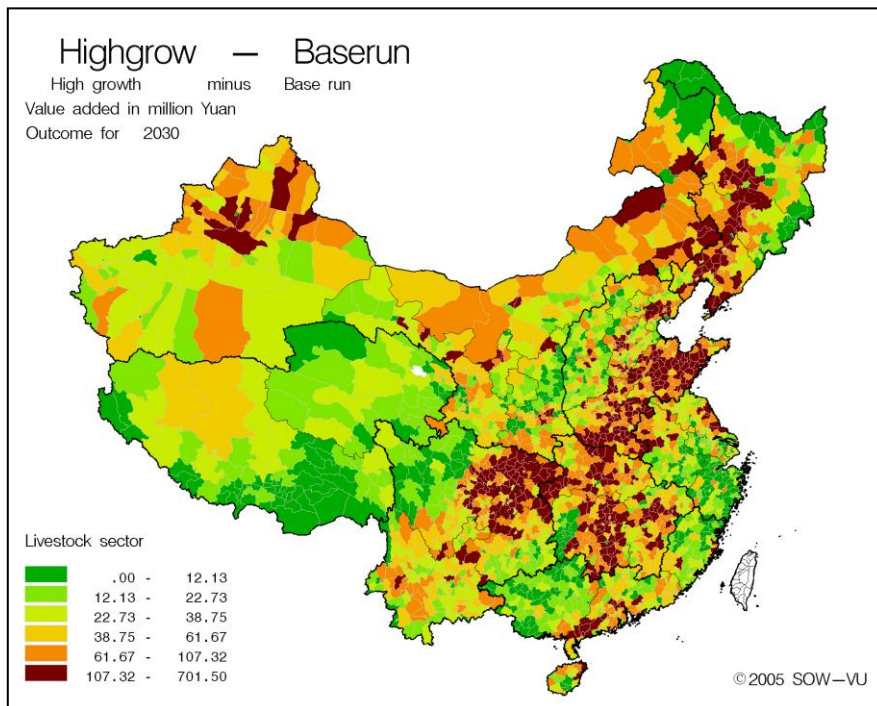 Highgrow — Baserun
High growth minus Base run
Value added in million Yuan
Outcome for 2030
Livestock sector
.00 - 12.13
12.13 - 22.73
22.73 - 38.75
38.75 - 61.67
61.67 - 107.32
107.32 - 701.50
©2005 SOW—VU